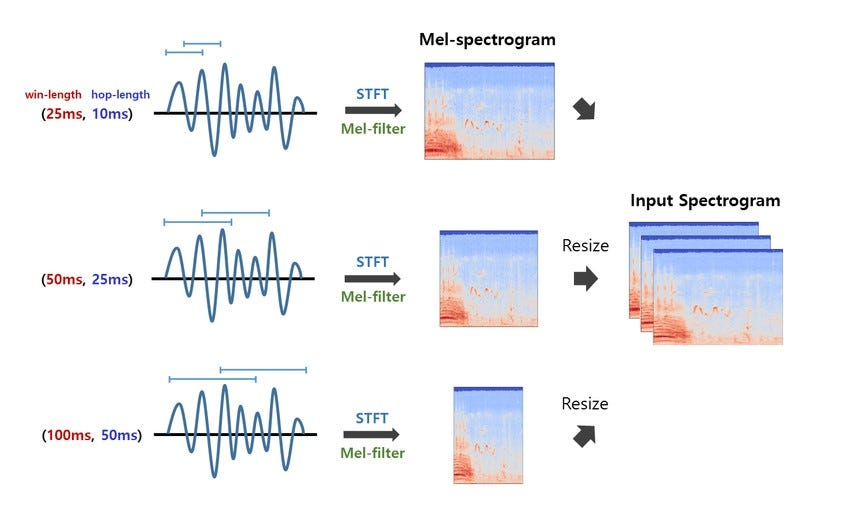 Mel-spectrogram
win-length hop-length
(25ms, 10ms)
STFT
Mel-filter
Input Spectrogram
(50ms, 25ms)
STFT
Mel-filter
Resize
(100ms, 50ms)
STFT
Mel-filter
Resize